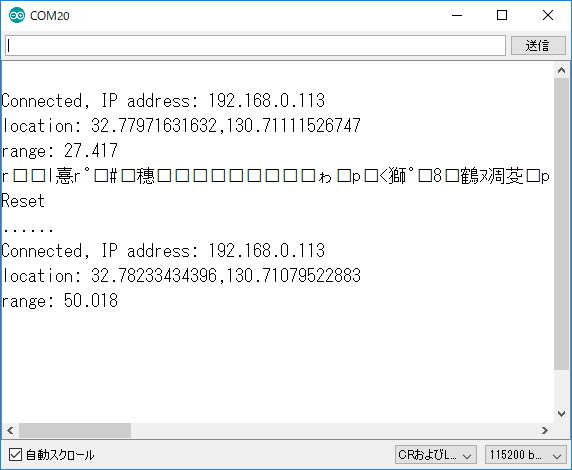 COM20
送信
Connected, IP address: 192.168.0.113
location: 32.77971631632,130.71111526747
range: 27.417
r□□l憙rﾟ□#□穂□□□□□□□□□ゎ□p□<獅ﾟ□8□鶴ﾇ凋芟□p
Reset
......
Connected, IP address: 192.168.0.113
location: 32.78233434396,130.71079522883
range: 50.018
自動スクロール
CRおよびL...
115200 b...